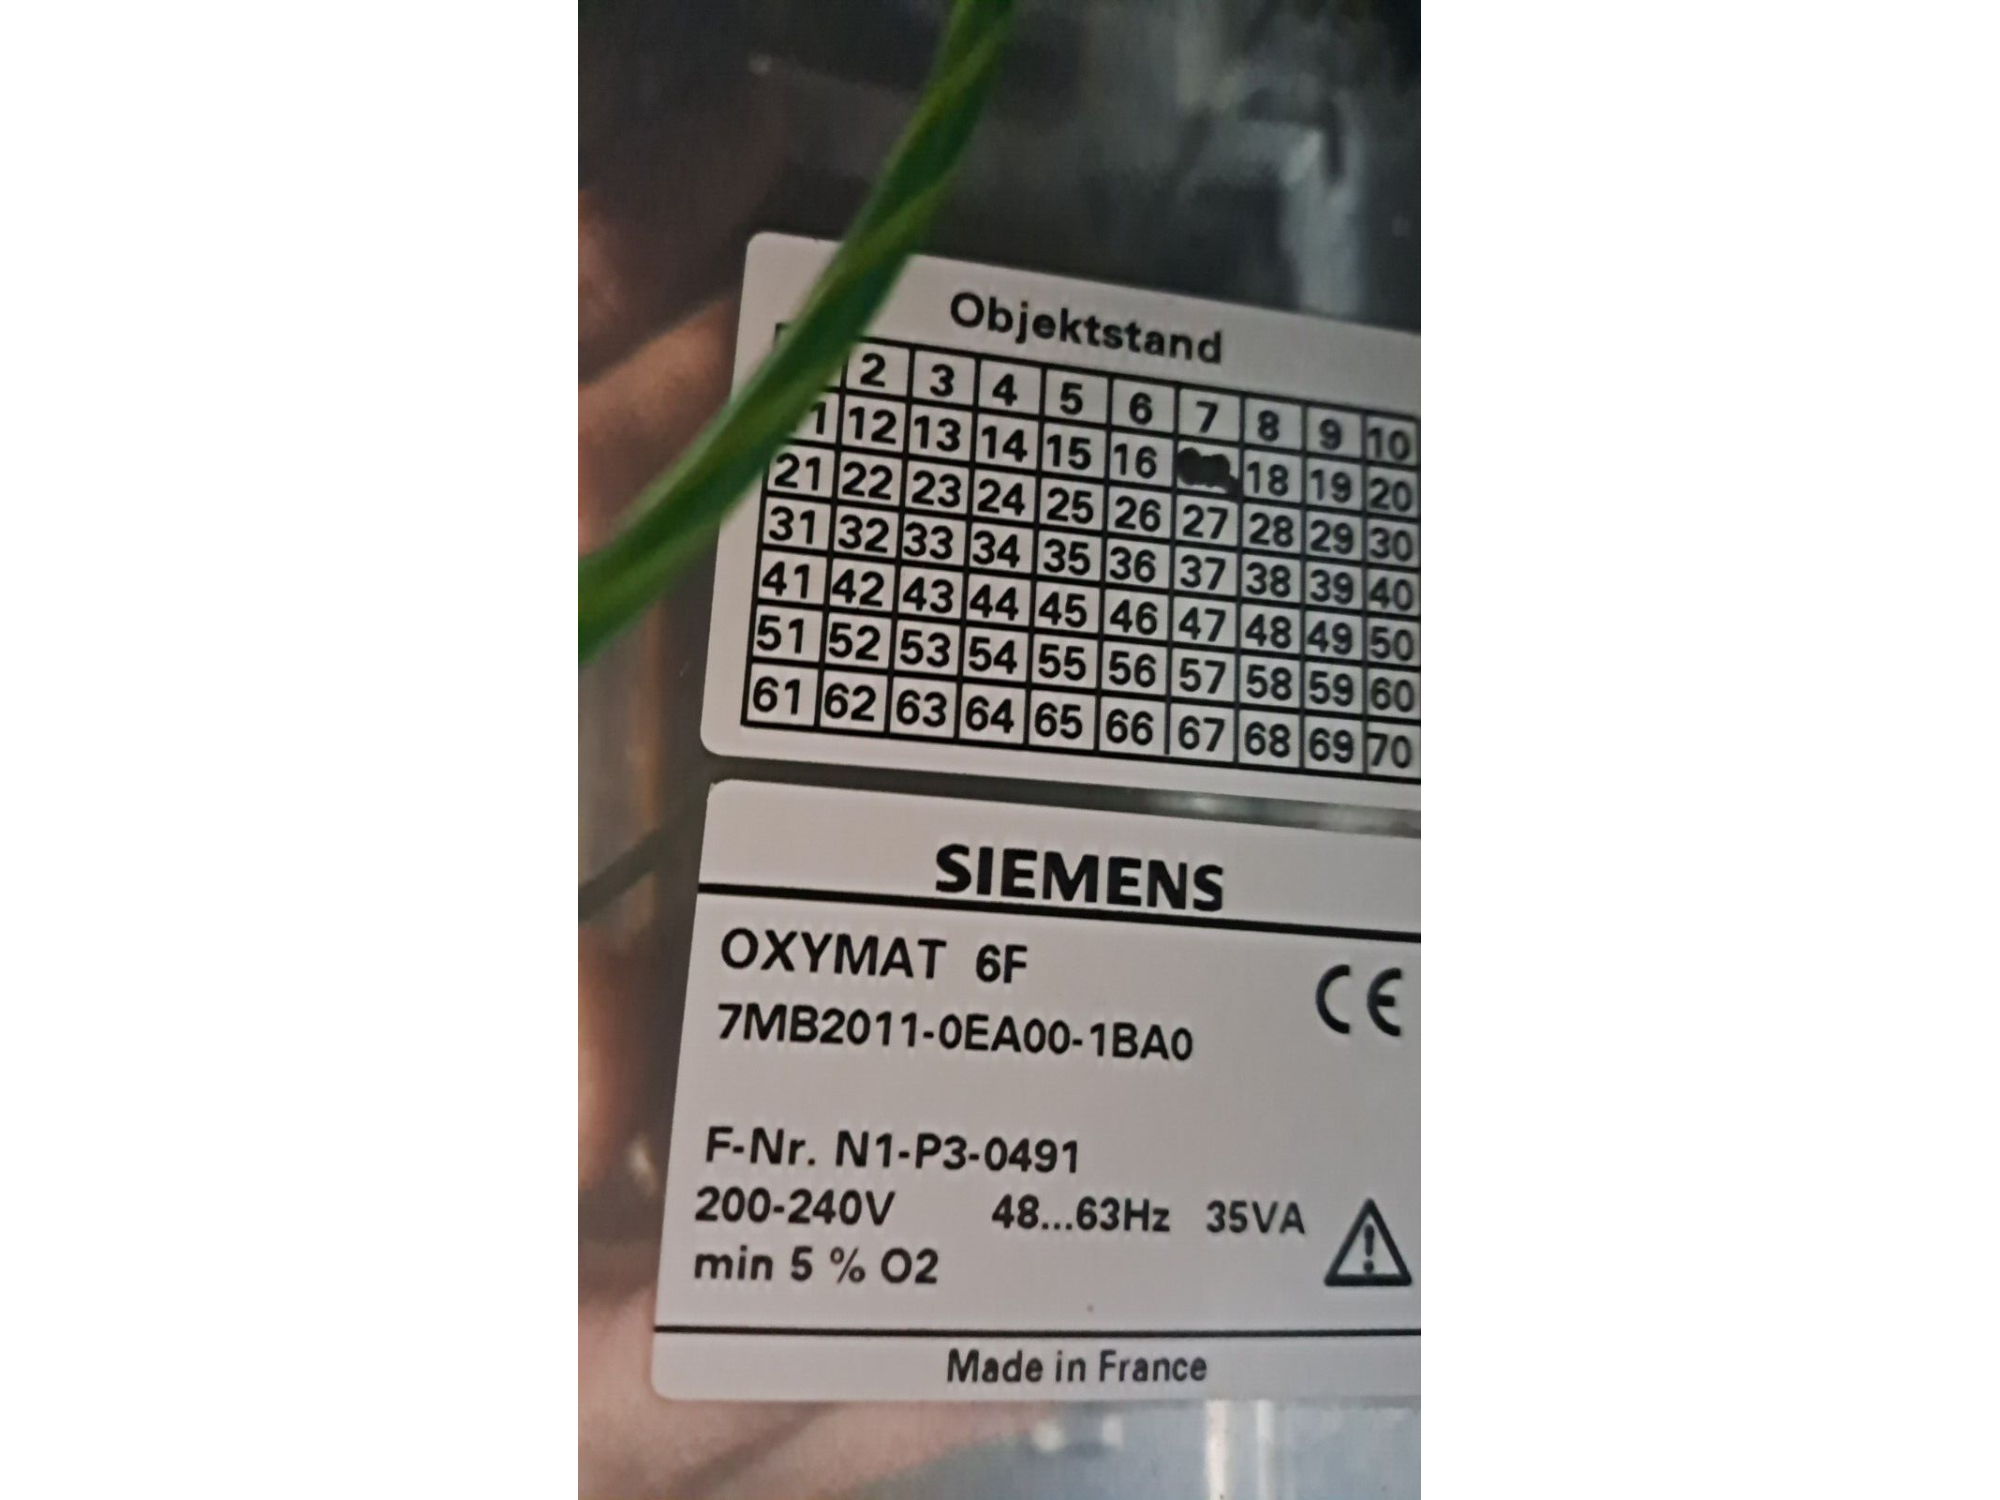 Objektstand
2 3 4 5 6 7 8 9 10
12 13 14 15 16 18 19 20
21 22 23 24 25 26 27 28 29 30
31 32 33 34 35 36 37 38 39 40
41 42 43 44 45 46 47 48 49 50
51 52 53 54 55 56 57 58 59 60
61 62 63 64 65 66 67 68 69 70
SIEMENS
OXYMAT 6F
CE
7MB2011-0EA00-1BA0
F-Nr. N1-P3-0491
200-240V 48...63Hz 35VA
min 5 % O2
Made in France